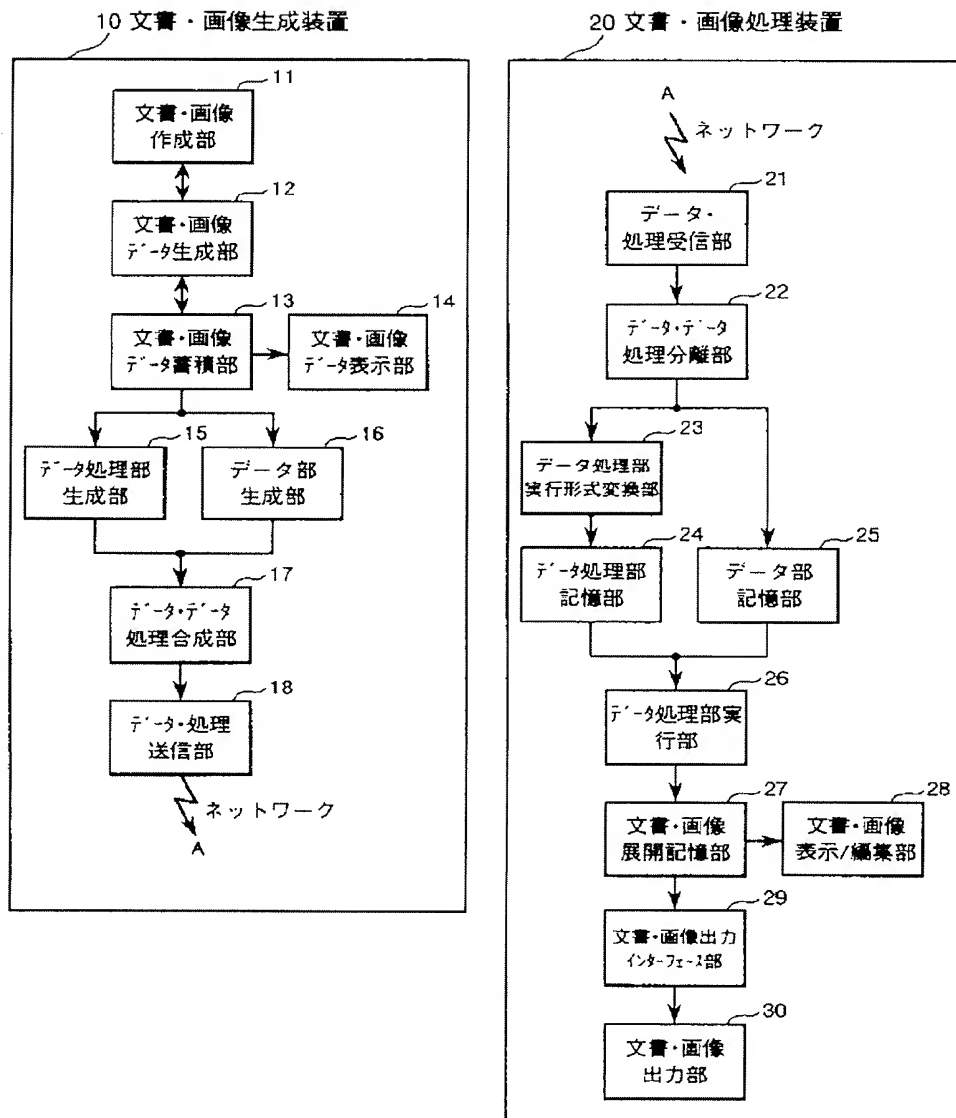 10 文書・画像生成装置
11
文書・画像
作成部
12
文書・画像
データ生成部
13
文書・画像
データ蓄積部
14
文書・画像
データ表示部
15
データ処理部
生成部
16
データ部
生成部
17
データ・データ
処理合成部
18
データ・処理
送信部
ネットワーク
A
20 文書・画像処理装置
A
ネットワーク
21
データ・
処理受信部
22
データ・データ
処理分離部
23
データ処理部
実行形式変換部
24
データ処理部
記憶部
25
データ部
記憶部
26
データ処理部実
行部
27
文書・画像
展開記憶部
28
文書・画像
表示/編集部
29
文書・画像出力
インターフェース部
30
文書・画像
出力部